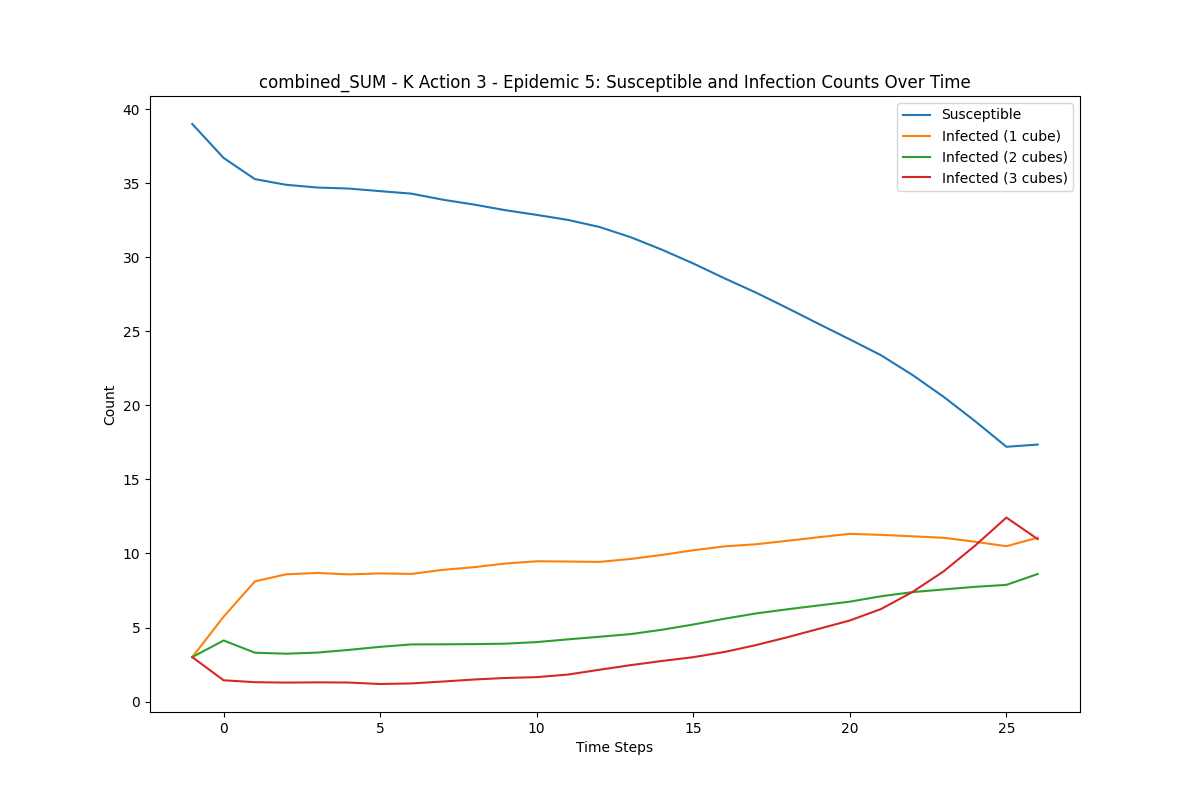 combined_SUM - K Action 3 - Epidemic 5: Susceptible and Infection Counts Over Time
Susceptible
Infected (1 cube)
Infected (2 cubes)
Infected (3 cubes)
Count
40
35
30
25
20
15
10
5
0
0 5 10 15 20 25
Time Steps